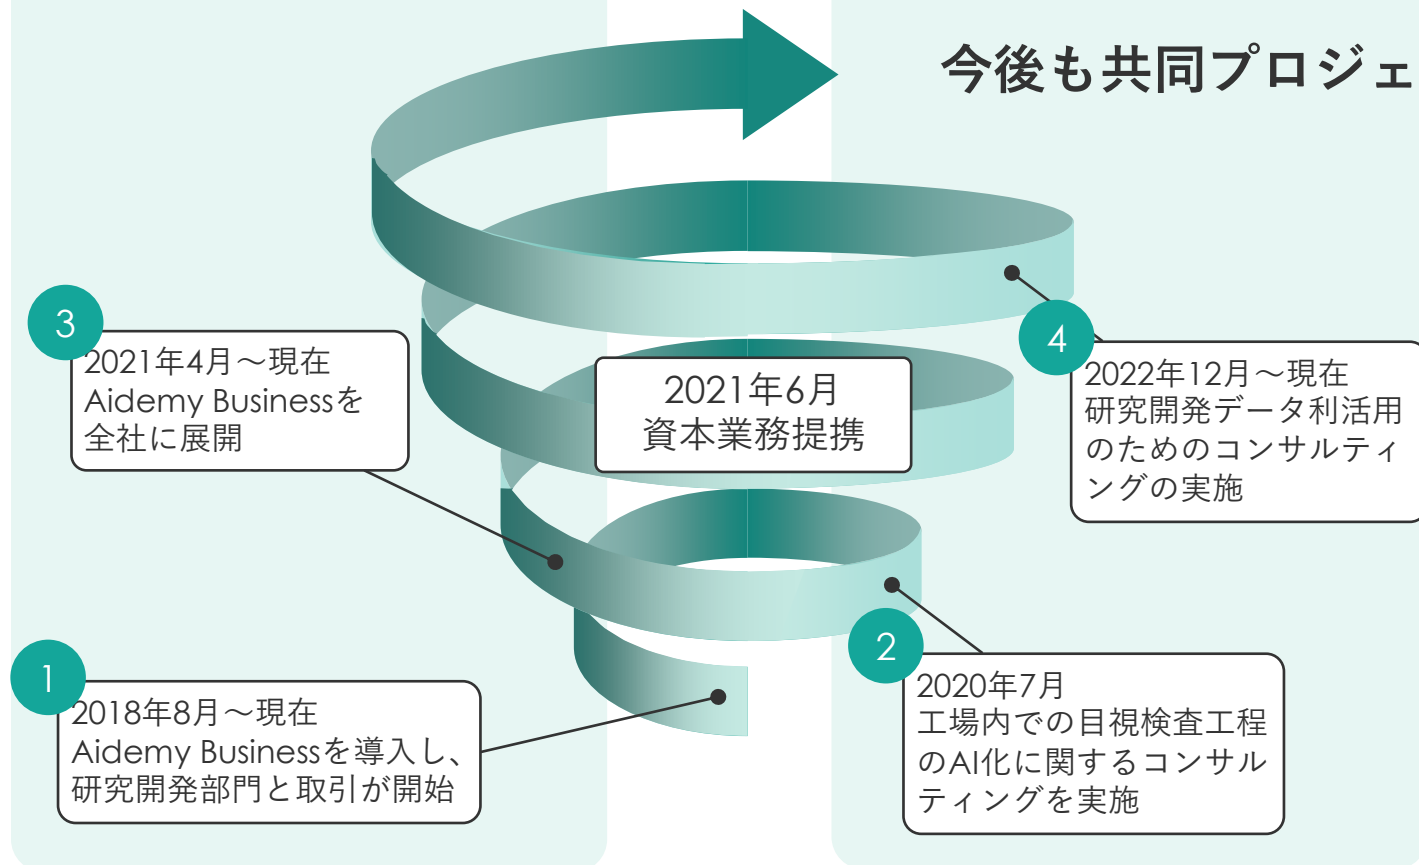 今後も共同プロジェ
3
2021年4月～現在
Aidemy Businessを
全社に展開
2021年6月
資本業務提携
4
2022年12月～現在
研究開発データ利活用
のためのコンサルティ
ングの実施
1
2018年8月～現在
Aidemy Businessを導入し、
研究開発部門と取引が開始
2
2020年7月
工場内での目視検査工程
のAI化に関するコンサル
ティングを実施